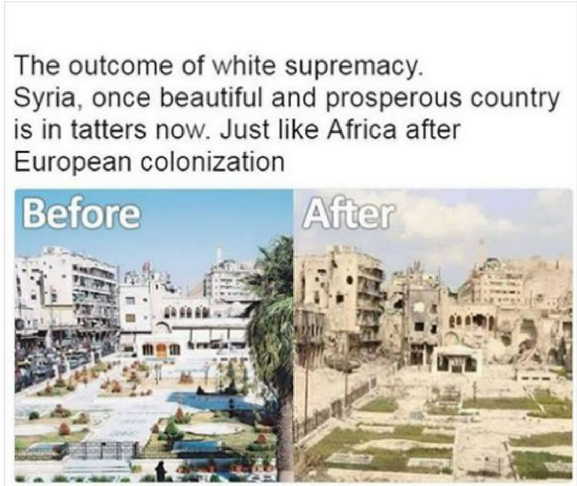 The outcome of white supremacy.
Syria, once beautiful and prosperous country
is in tatters now. Just like Africa after
European colonization
Before
After